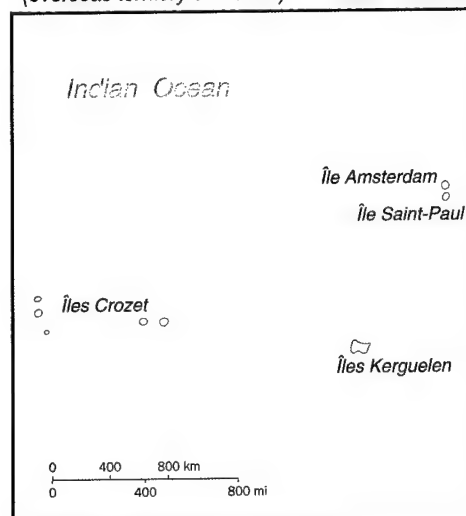 Indian Ocean
Île Amsterdam
Île Saint-Paul
Îles Crozet
Îles Kerguelen
0 400 800 km
0 400 800 mi